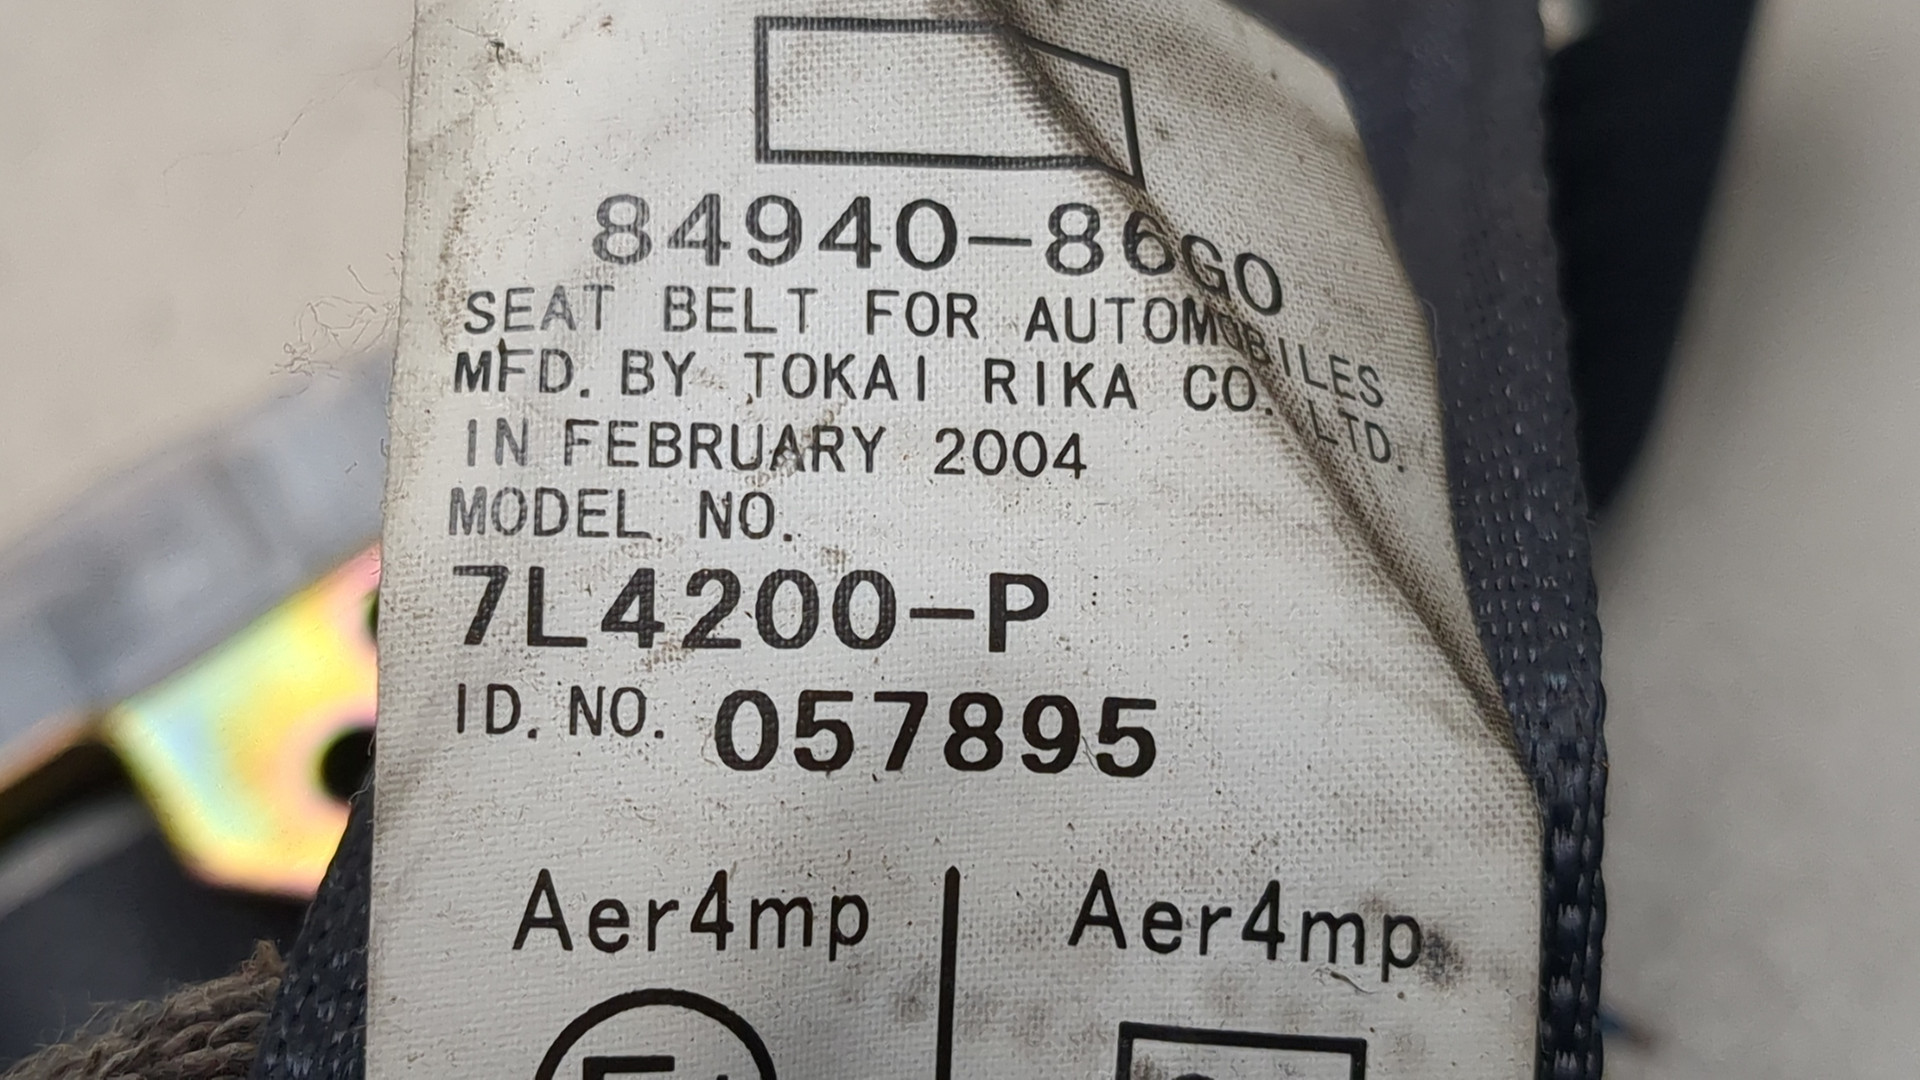 84940-86G0
SEAT BELT FOR AUTOMOBILES
MFD. BY TOKAI RIKA CO. LTD.
IN FEBRUARY 2004
MODEL NO.
7L4200-P
ID. NO. 057895
Aer4mp | Aer4mp